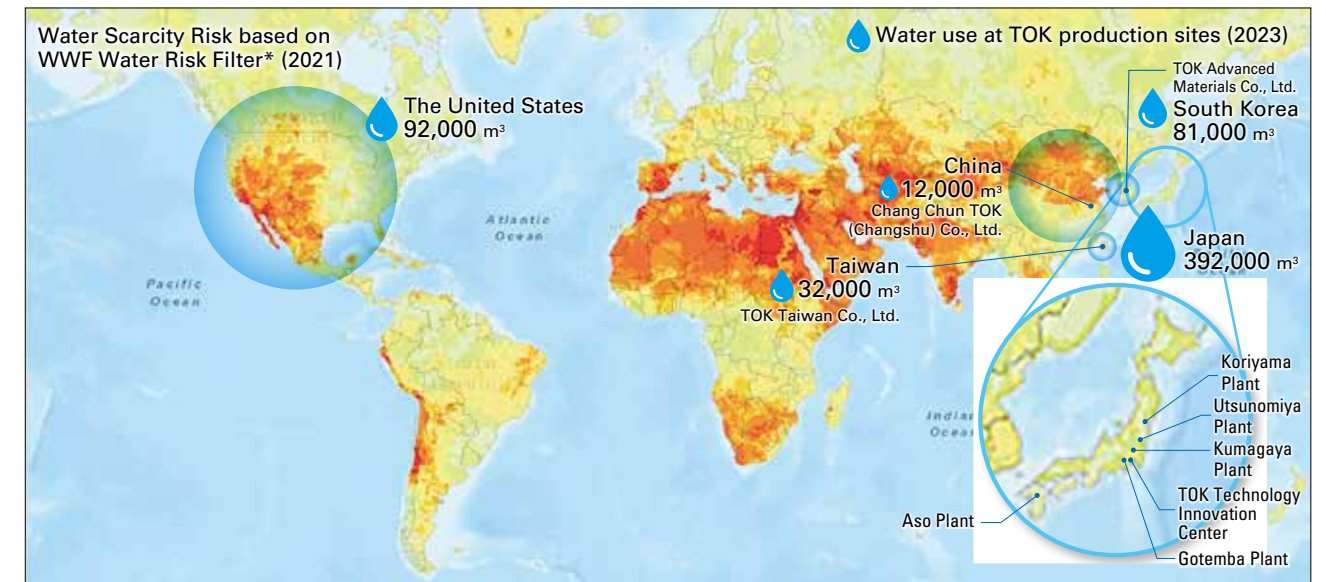 Water Scarcity Risk based on
WWF Water Risk Filter* (2021)
Water use at TOK production sites (2023)
TOK Advanced
Materials Co., Ltd.
South Korea
81,000 m³
The United States
92,000 m³
China
12,000 m³
Chang Chun TOK
(Changshu) Co., Ltd.
Japan
392,000 m³
Taiwan
32,000 m³
TOK Taiwan Co., Ltd.
Atlantic
Ocean
Pacific
Ocean
Indian
Ocean
Koriyama
Plant
Utsunomiya
Plant
Kumagaya
Plant
TOK Technology
Innovation
Center
Gotemba Plant
Aso Plant